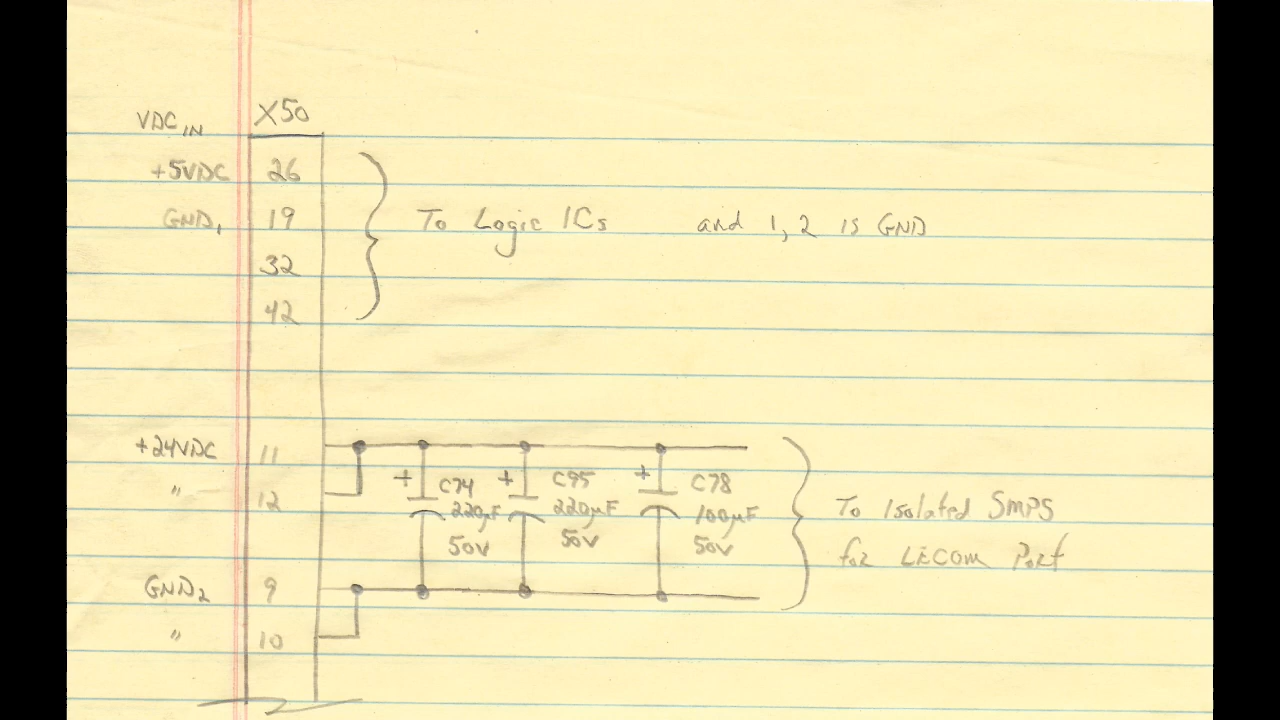 VDC IN X50
+5VDC 26
GND1 19 To Logic ICs and 1, 2 is GND
32
42
+24VDC 11
" 12
+ C74 220µF 50V
+ C95 220µF 50V
+ C78 100µF 50V
To Isolated SMPS
for LECOM Port
GND2 9
" 10